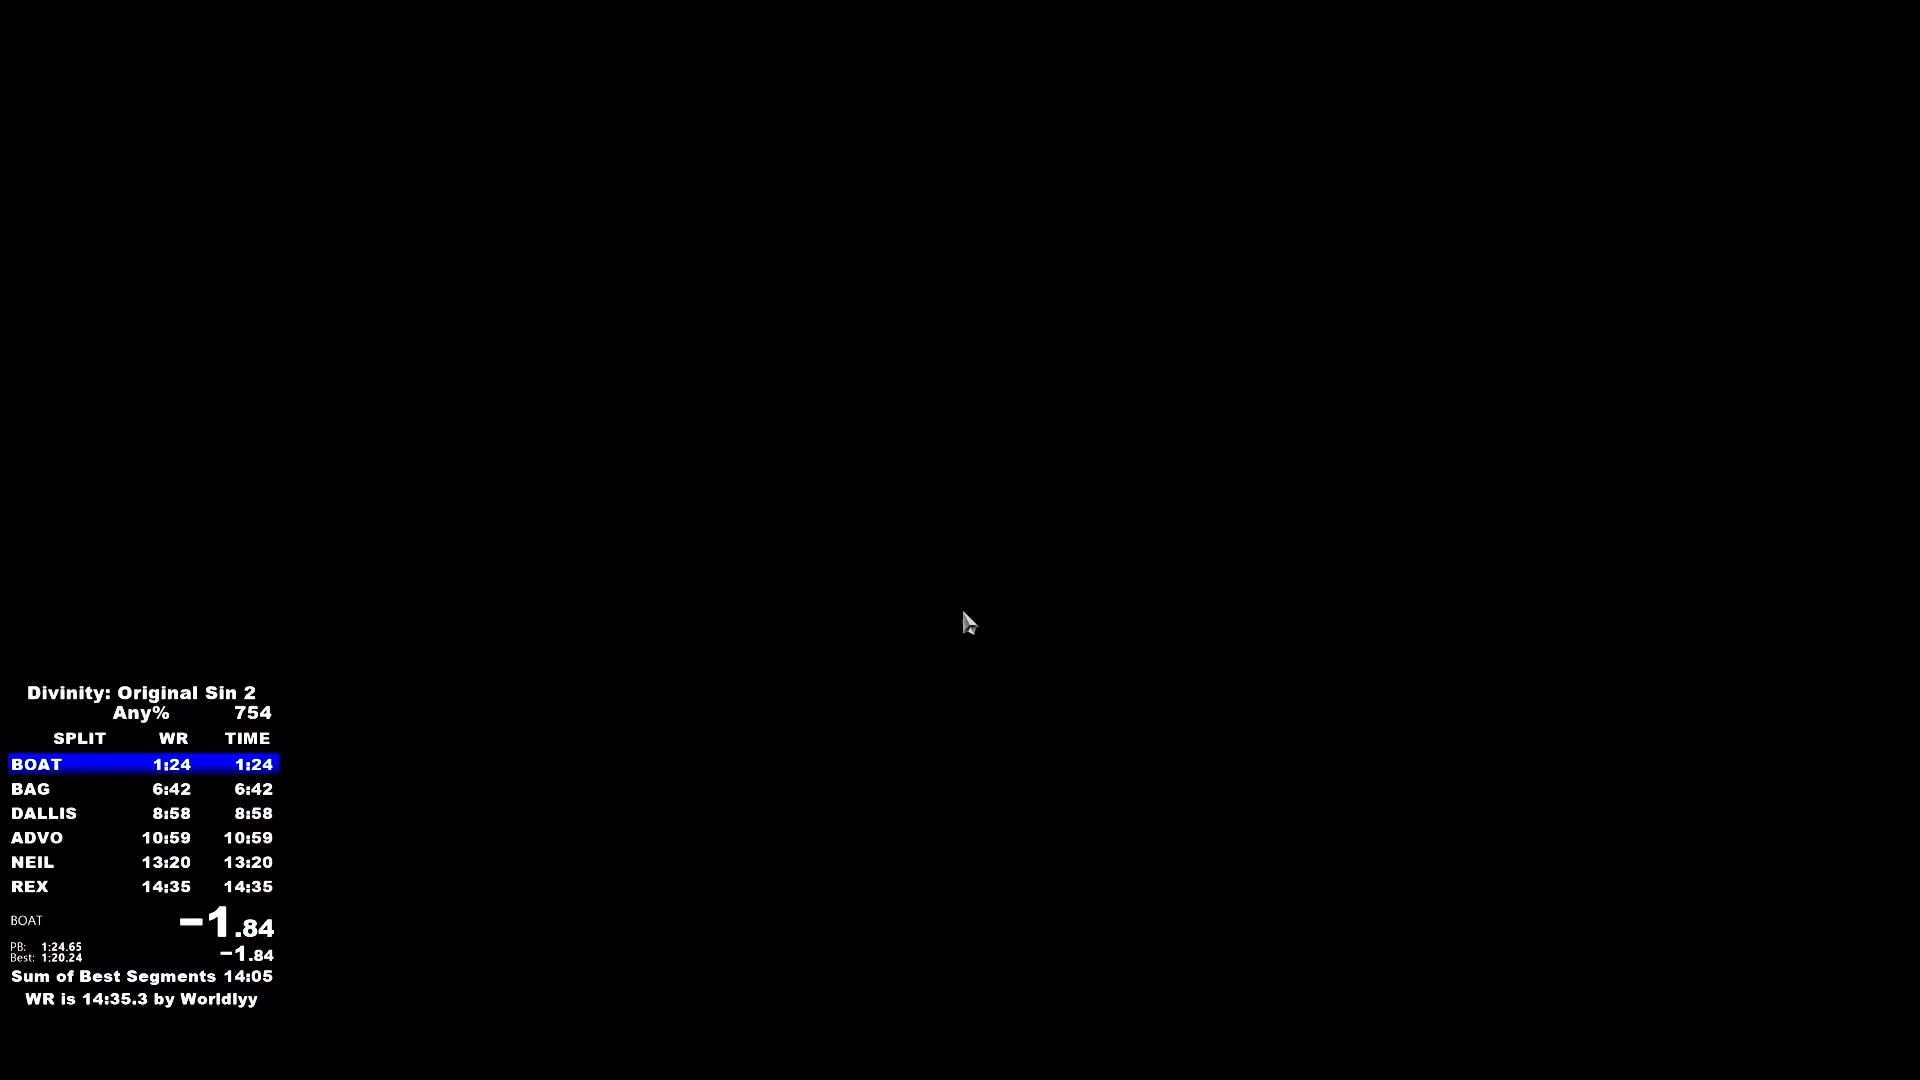 Divinity: Original Sin 2
Any% 754
SPLIT WR TIME
BOAT 1:24 1:24
BAG 6:42 6:42
DALLIS 8:58 8:58
ADVO 10:59 10:59
NEIL 13:20 13:20
REX 14:35 14:35
BOAT −1.84
PB: 1:24.65
Best: 1:20.24 −1.84
Sum of Best Segments 14:05
WR is 14:35.3 by Worldlyy